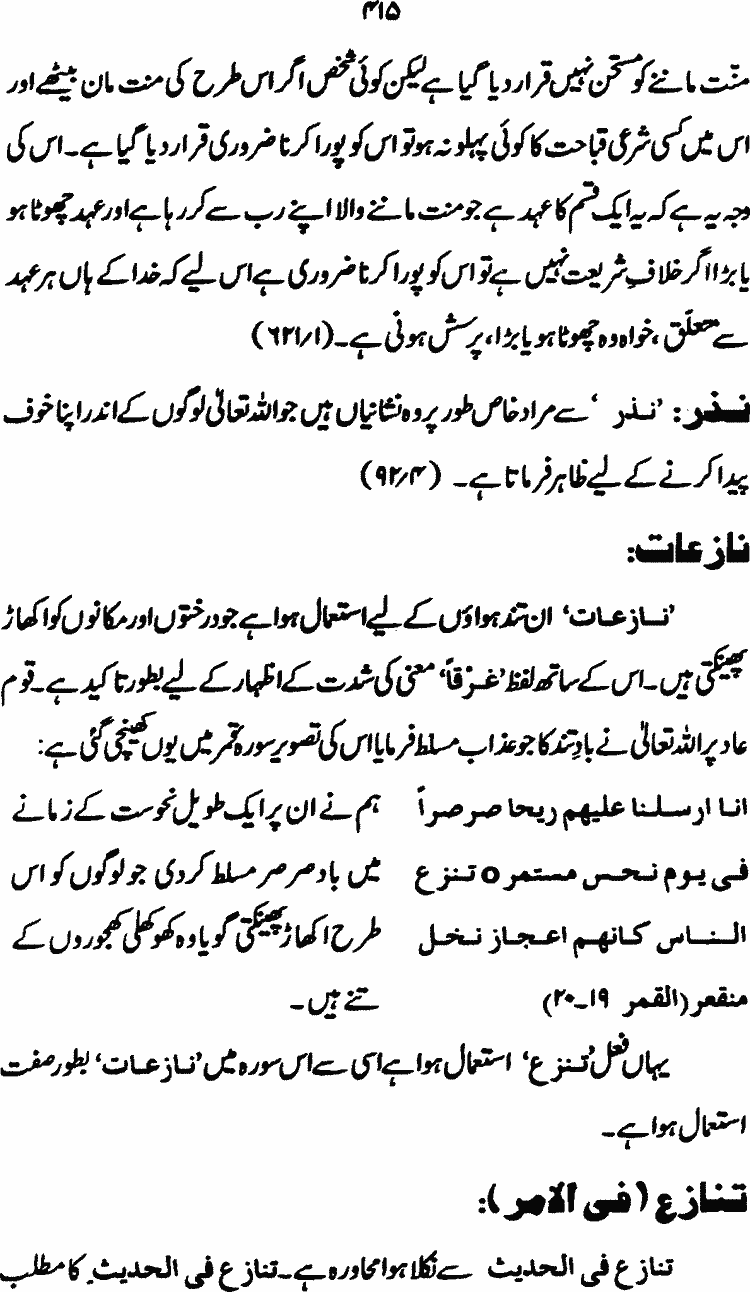 ۴۱۵
منّت ماننے کو مستحسن نہیں قرار دیا گیا ہے لیکن کوئی شخص اگر اس طرح کی منت مان بیٹھے اور
اس میں کسی شرعی قباحت کا کوئی پہلو نہ ہو تو اس کو پورا کرنا ضروری قرار دیا گیا ہے۔ اس کی
وجہ یہ ہے کہ یہ ایک قسم کا عہد ہے جو منت ماننے والا اپنے رب سے کر رہا ہے اور عہد چھوٹا ہو
یا بڑا اگر خلافِ شریعت نہیں ہے تو اس کو پورا کرنا ضروری ہے اس لیے کہ خدا کے ہاں ہر عہد
سے متعلّق، خواہ وہ چھوٹا ہو یا بڑا، پرسش ہونی ہے۔ (۶۲۱/۱)
نذر: ’نذر‘ سے مراد خاص طور پر وہ نشانیاں ہیں جو اللہ تعالیٰ لوگوں کے اندر اپنا خوف
پیدا کرنے کے لیے ظاہر فرماتا ہے۔ (۹۲/۴)
نازعات:
’نازعات‘ ان تند ہواؤں کے لیے استعمال ہوا ہے جو درختوں اور مکانوں کو اکھاڑ
پھینکتی ہیں۔ اس کے ساتھ لفظ ’غرقاً‘ معنی کی شدت کے اظہار کے لیے بطور تاکید ہے۔ قوم
عاد پر اللہ تعالیٰ نے بادِ تند کا جو عذاب مسلط فرمایا اس کی تصویر سورہ قمر میں یوں کھینچی گئی ہے:
انا ارسلنا علیهم ریحا صر صراً ہم نے ان پر ایک طویل نحوست کے زمانے
فی یوم نحس مستمر o تنزع میں باد صرصر مسلط کر دی جو لوگوں کو اس
الناس کانهم اعجاز نخل طرح اکھاڑ پھینکتی گویا وہ کھوکھلی کھجوروں کے
منقعر (القمر ۱۹۔۲۰) تنے ہیں۔
یہاں فعل ’تنزع‘ استعمال ہوا ہے اسی سے اس سورہ میں ’نازعات‘ بطور صفت
استعمال ہوا ہے۔
تنازع (فی الامر):
تنازع فی الحدیث سے نکلا ہوا محاورہ ہے۔ تنازع فی الحدیث کا مطلب